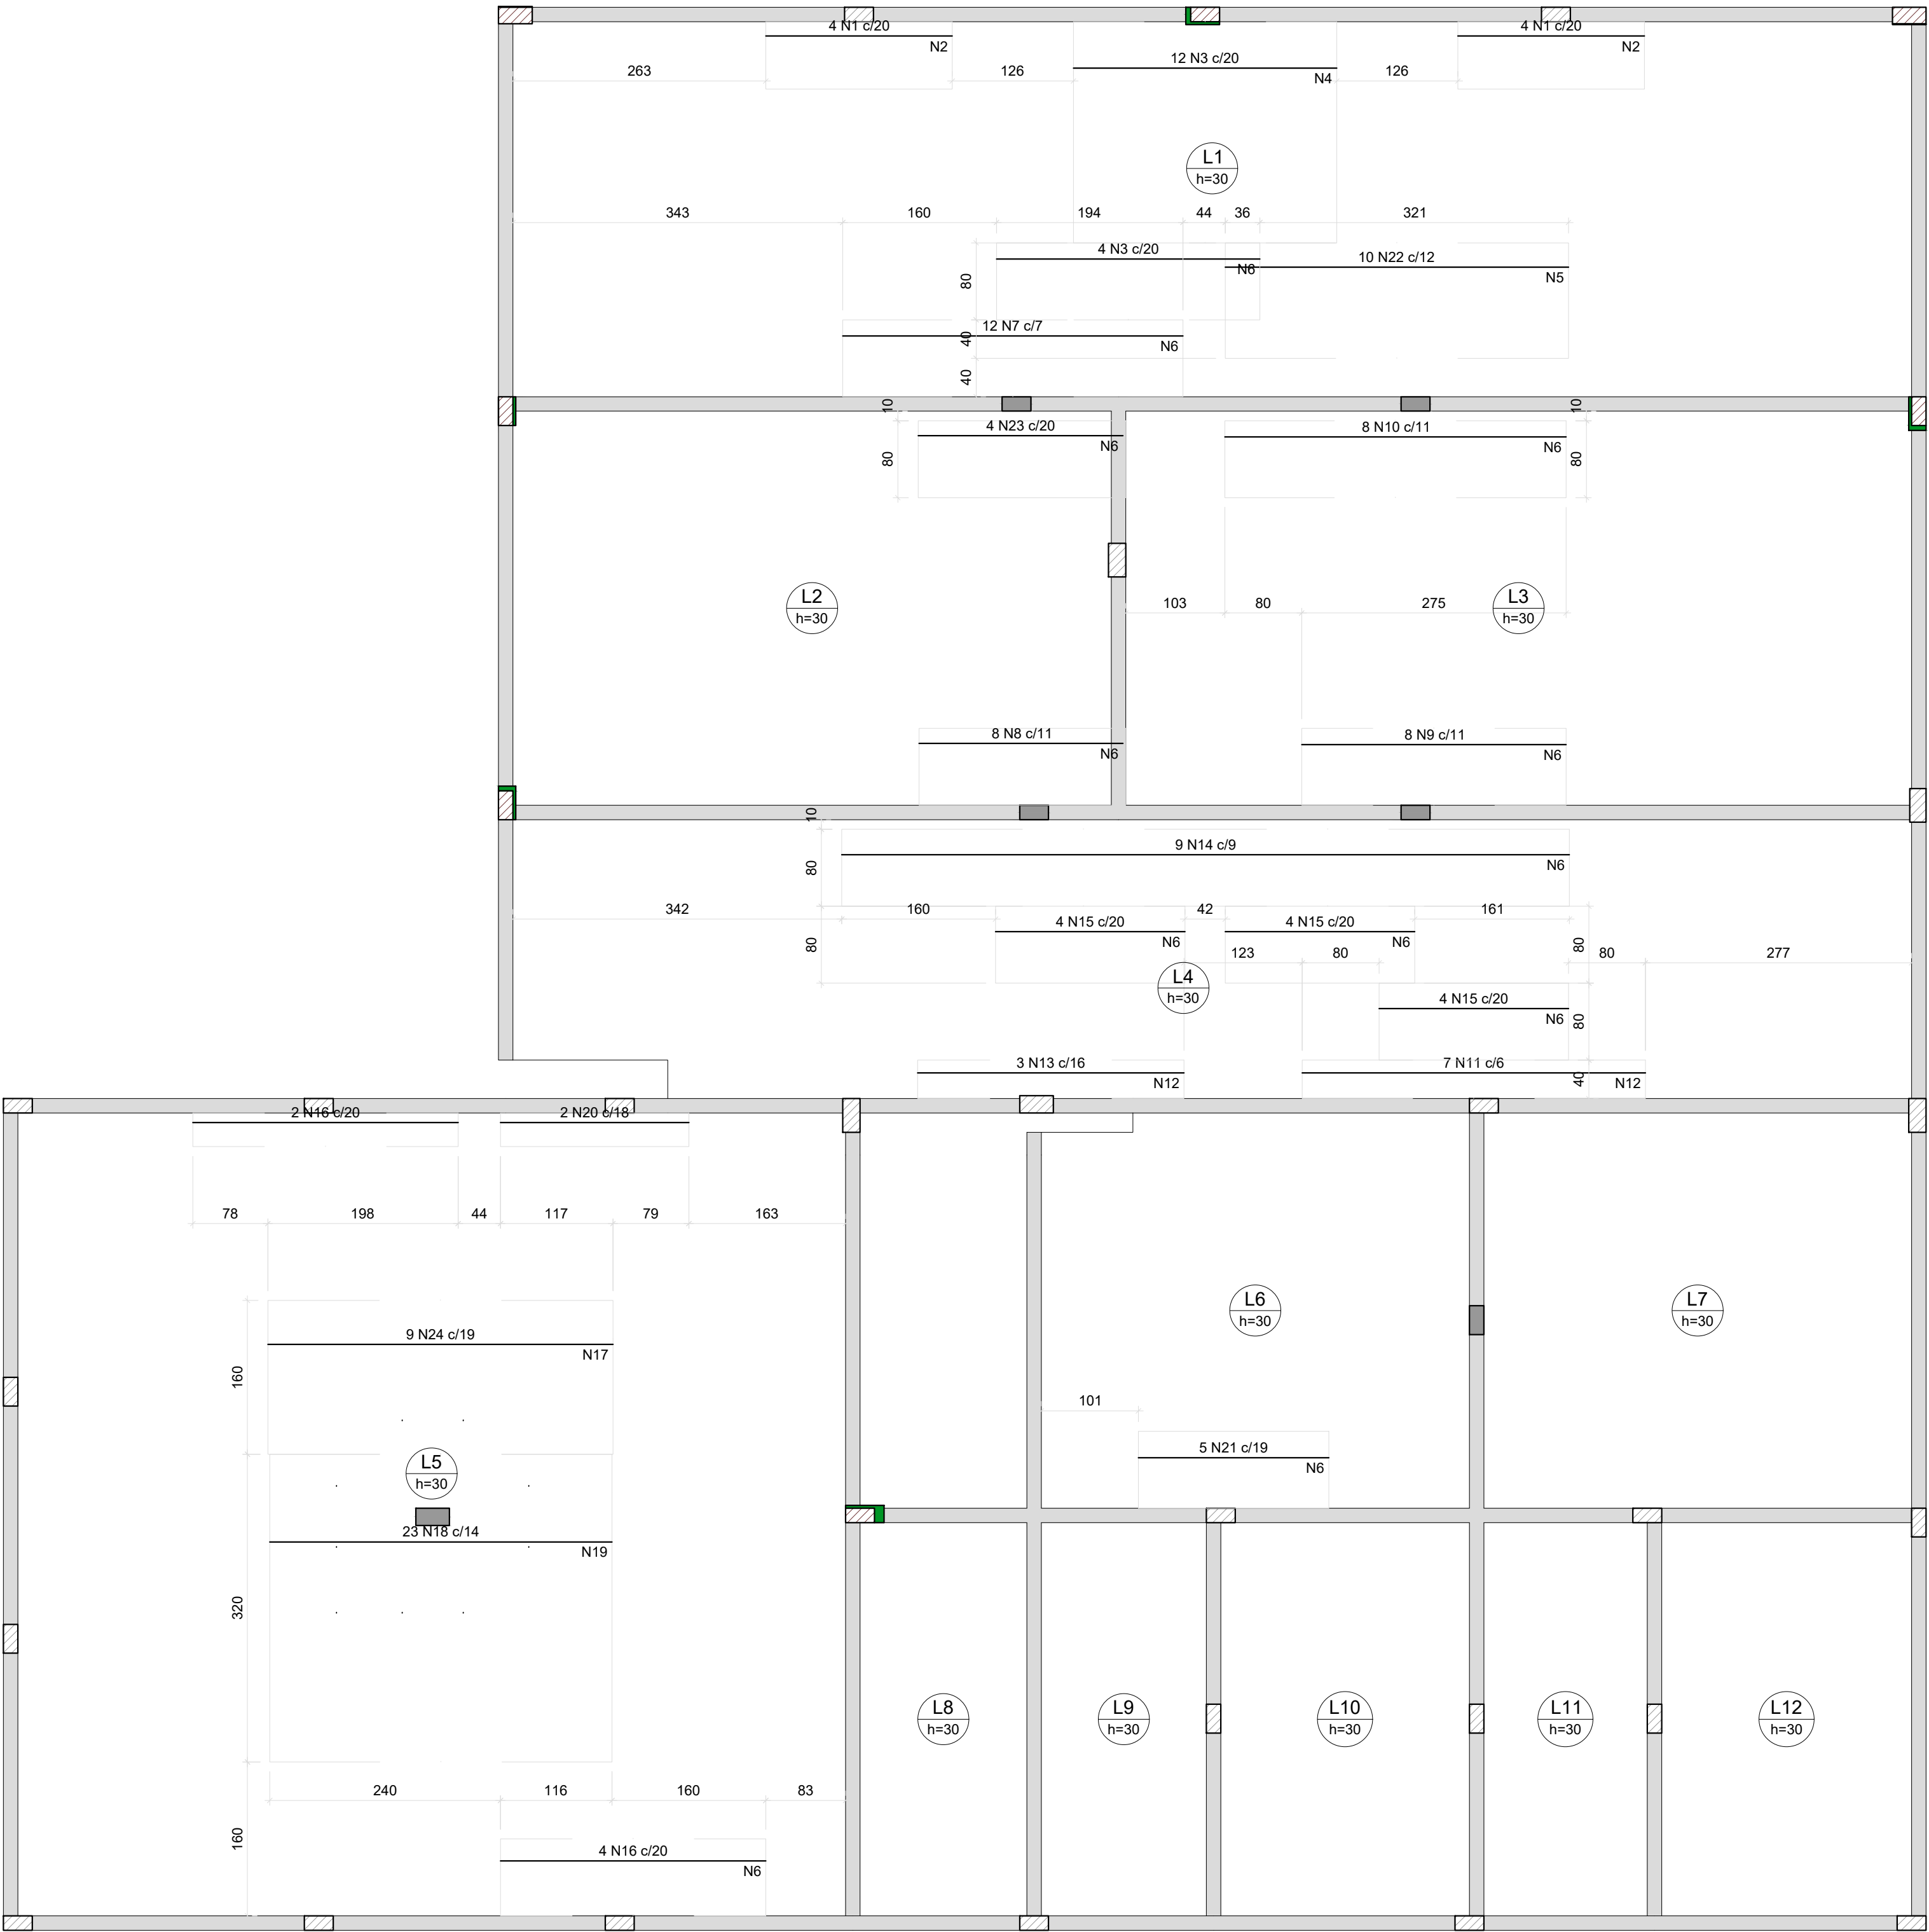 4 N1 c/20
4 N1 c/20
N2
N2
263
126
12 N3 c/20
126
N4
L1
h=30
343
160
194
44
36
321
4 N3 c/20
10 N22 c/12
N6
N5
80
12 N7 c/7
40
N6
40
10
10
4 N23 c/20
8 N10 c/11
N6
N6
80
80
L2
h=30
103
80
275
L3
h=30
8 N8 c/11
8 N9 c/11
N6
N6
10
9 N14 c/9
N6
80
342
160
42
161
4 N15 c/20
4 N15 c/20
N6
N6
80
80
123
80
80
277
L4
h=30
4 N15 c/20
N6
80
3 N13 c/16
7 N11 c/6
N12
N12
40
2 N16 c/20
2 N20 c/18
78
198
44
117
79
163
9 N24 c/19
N17
160
L6
h=30
L7
h=30
101
5 N21 c/19
N6
L5
h=30
23 N18 c/14
N19
320
L8
h=30
L9
h=30
L10
h=30
L11
h=30
L12
h=30
240
116
160
83
160
4 N16 c/20
N6